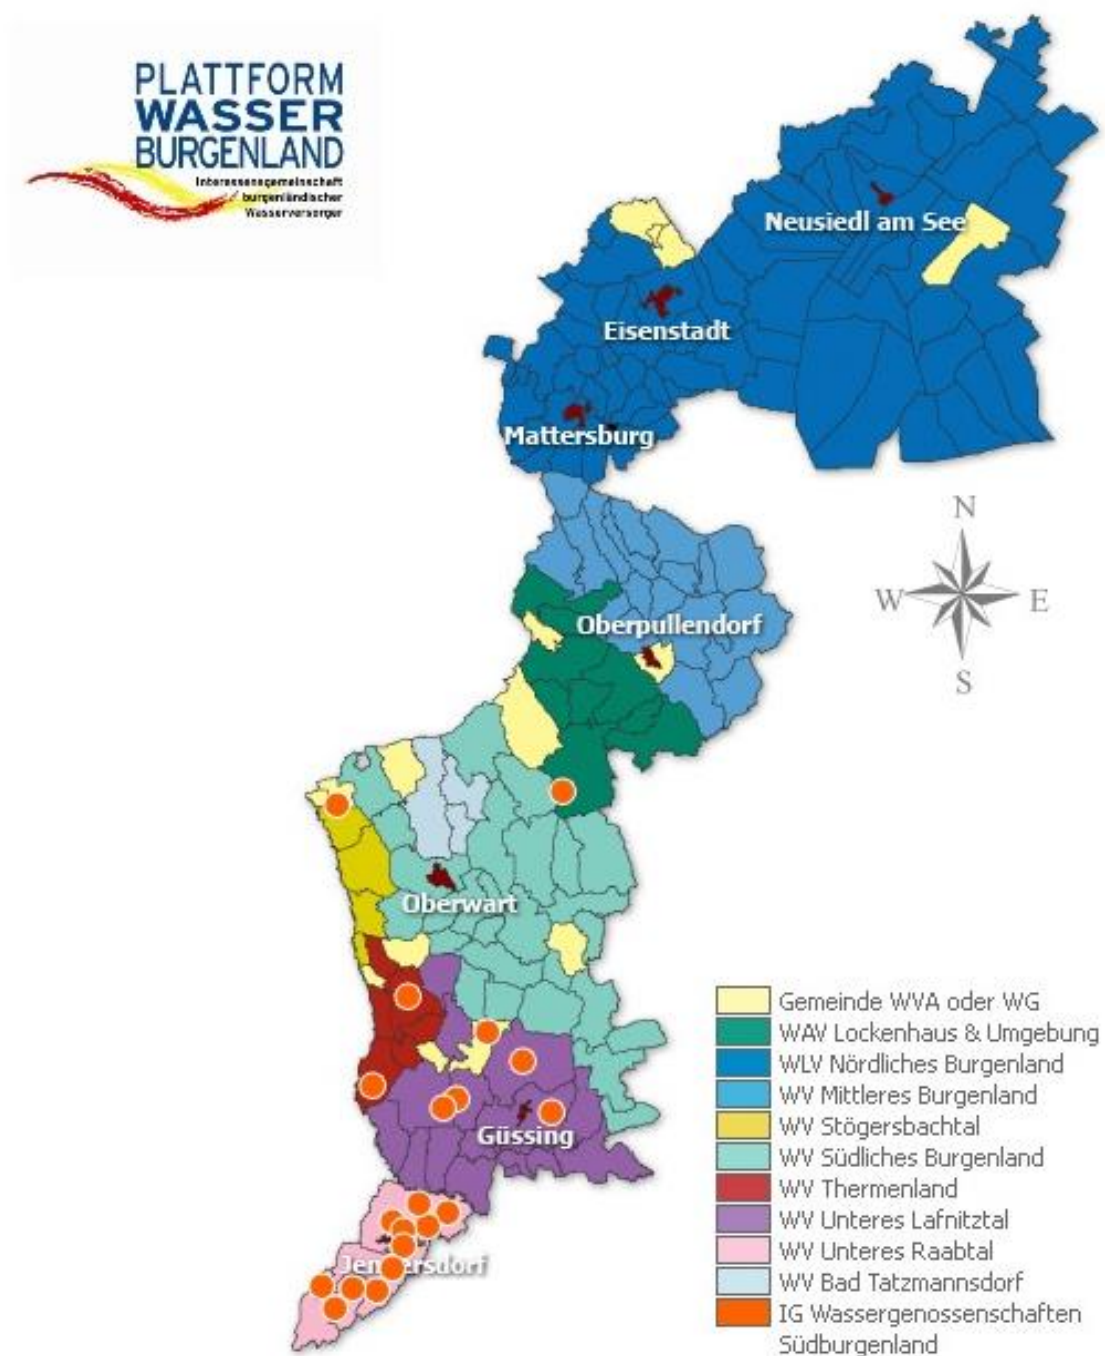 PLATTFORM
WASSER
BURGENLAND
Interessensgemeinschaft
burgenländischer
Wasserversorger
Neusiedl am See
Eisenstadt
Mattersburg
N
W
E
S
Oberpullendorf
Oberwart
Güssing
Gemeinde WVA oder WG
WAV Lockenhaus & Umgebung
WLV Nördliches Burgenland
WV Mittleres Burgenland
WV Stögersbachtal
WV Südliches Burgenland
WV Thermenland
WV Unteres Lafnitztal
WV Unteres Raabtal
WV Bad Tatzmannsdorf
IG Wassergenossenschaften
Südburgenland